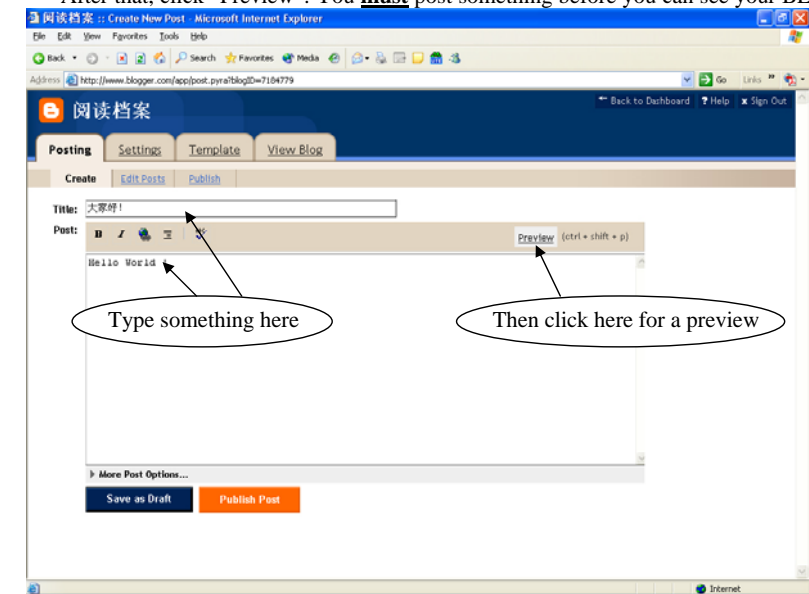 After that, click "Preview". You must post something before you can see your BL
阅读档案 :: Create New Post - Microsoft Internet Explorer
File Edit View Favorites Tools Help
Back Search Favorites Media
Address http://www.blogger.com/app/post.pyra?blogID=7184779 Go Links »
阅读档案
Back to Dashboard ? Help x Sign Out
Posting Settings Template View Blog
Create Edit Posts Publish
Title: 大家好!
Post: B I Preview (ctrl + shift + p)
Hello World
Type something here
Then click here for a preview
More Post Options...
Save as Draft Publish Post
Internet